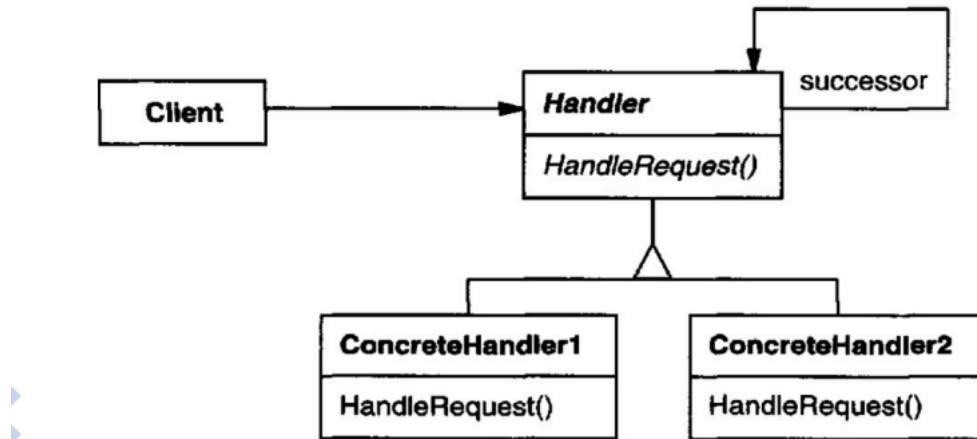 successor
Client
Handler
HandleRequest()
ConcreteHandler1
ConcreteHandler2
HandleRequest()
HandleRequest()